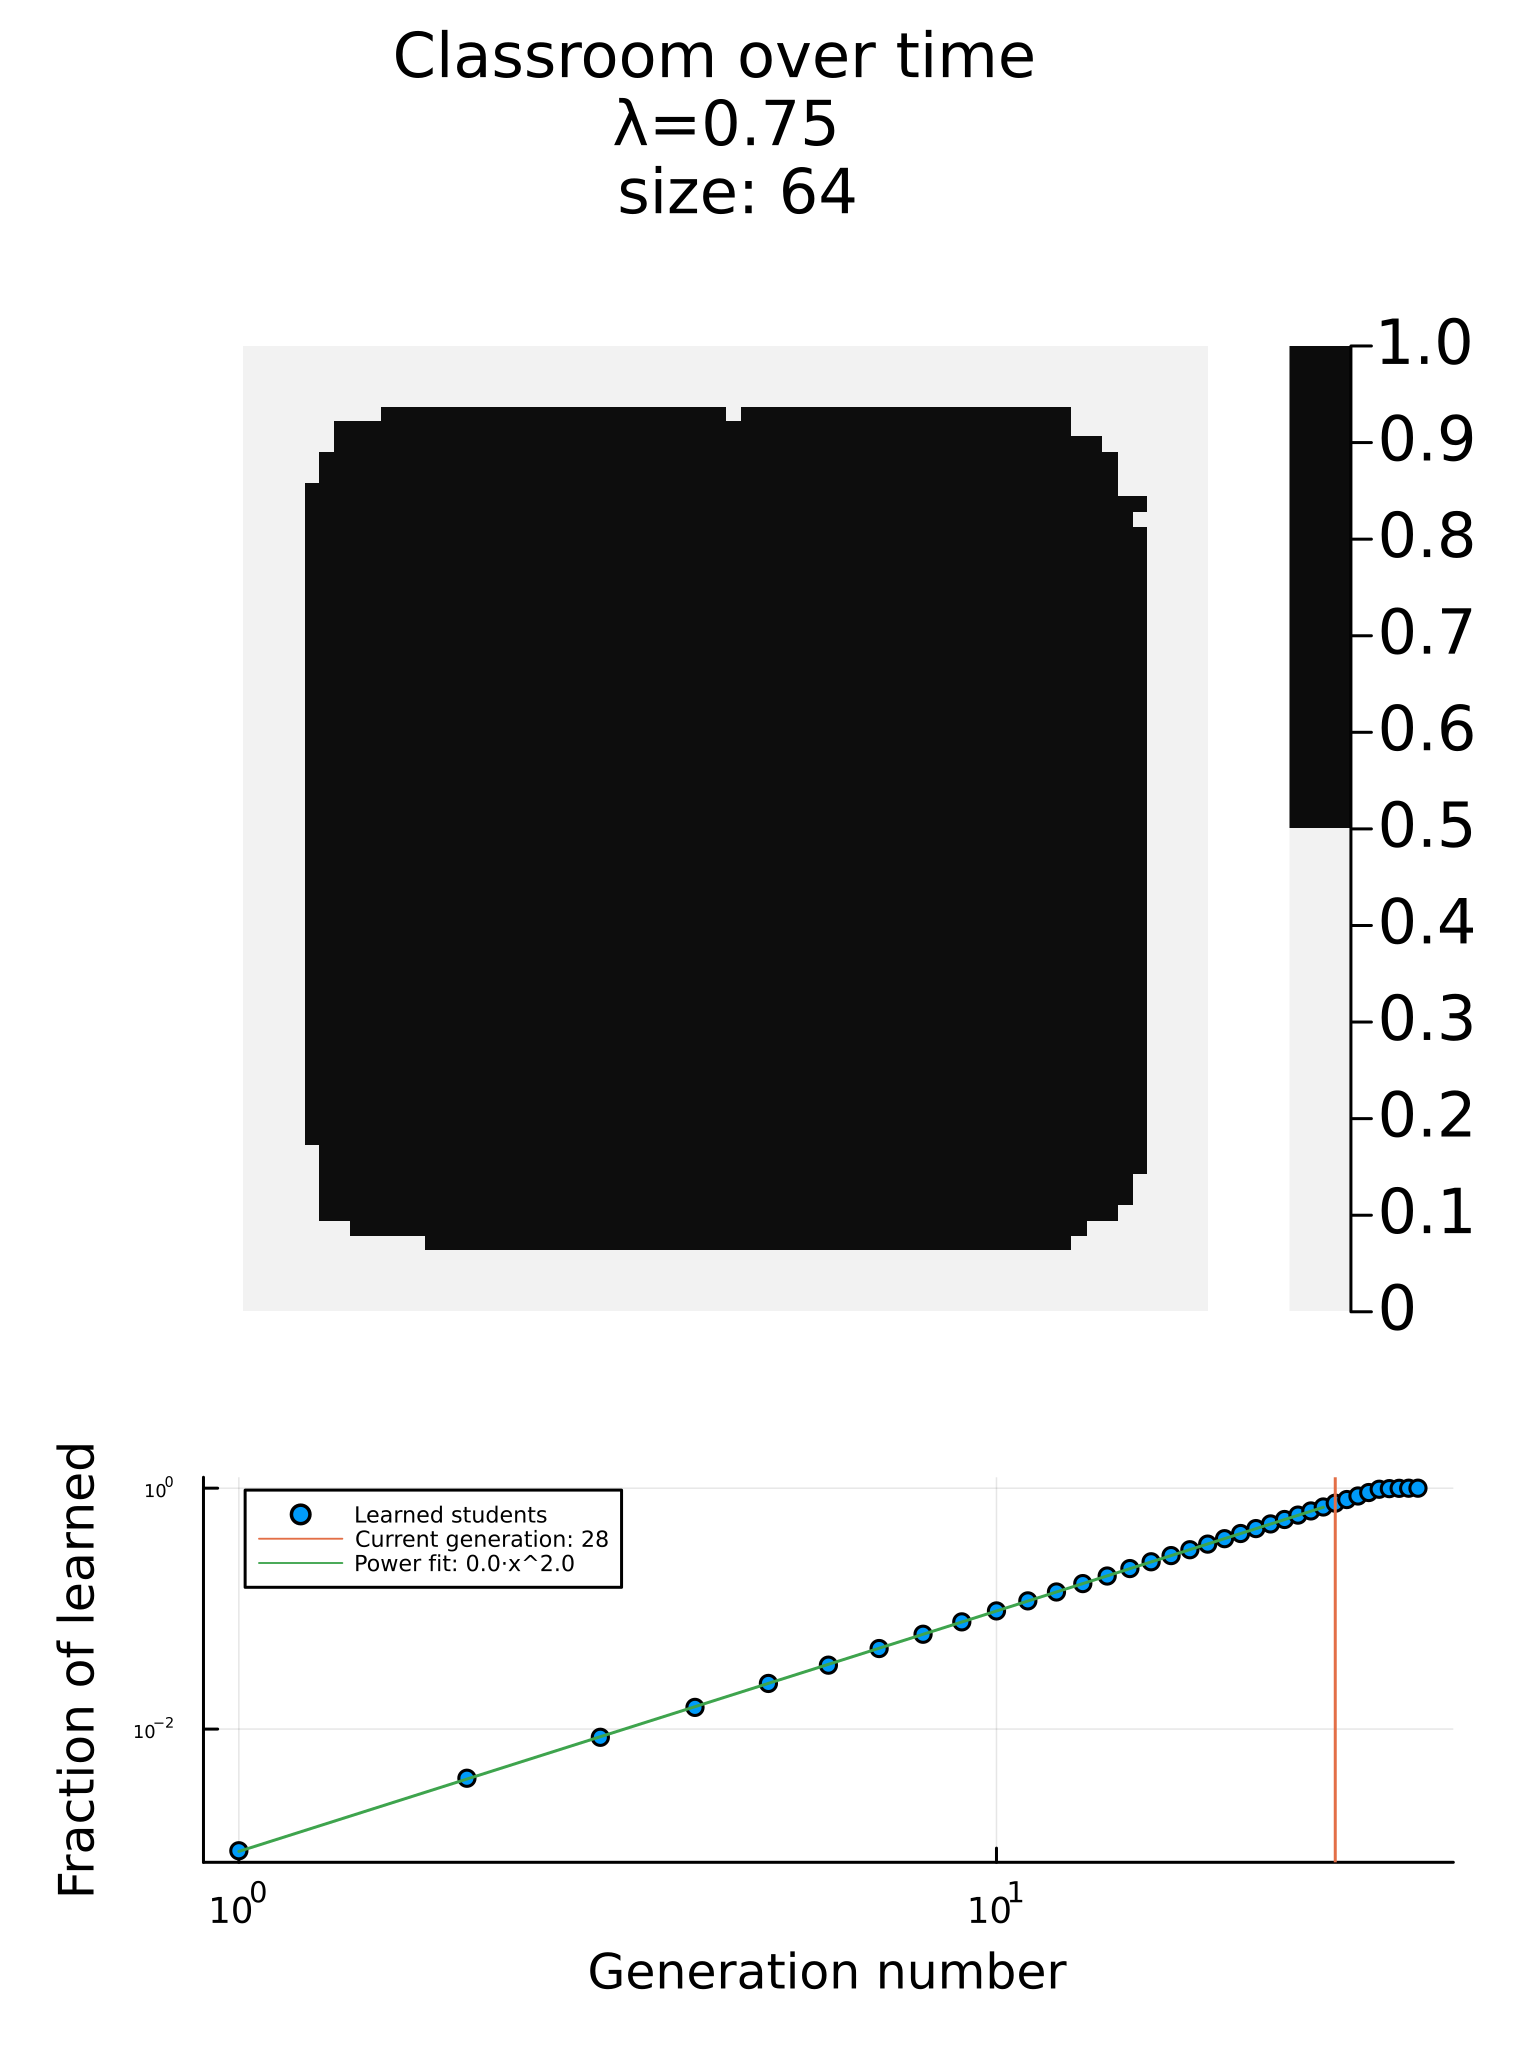 Classroom over time
λ=0.75
size: 64
1.0
0.9
0.8
0.7
0.6
0.5
0.4
0.3
0.2
0.1
0
Fraction of learned
10⁰
10⁻²
Learned students
Current generation: 28
Power fit: 0.0·x^2.0
10⁰
10¹
Generation number